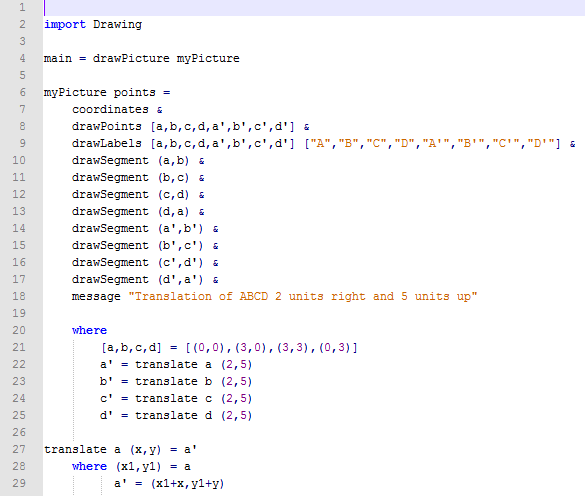 1
2 import Drawing
3
4 main = drawPicture myPicture
5
6 myPicture points =
7     coordinates &
8     drawPoints [a,b,c,d,a',b',c',d'] &
9     drawLabels [a,b,c,d,a',b',c',d'] ["A","B","C","D","A'","B'","C'","D'"] &
10     drawSegment (a,b) &
11     drawSegment (b,c) &
12     drawSegment (c,d) &
13     drawSegment (d,a) &
14     drawSegment (a',b') &
15     drawSegment (b',c') &
16     drawSegment (c',d') &
17     drawSegment (d',a') &
18     message "Translation of ABCD 2 units right and 5 units up"
19
20     where
21         [a,b,c,d] = [(0,0),(3,0),(3,3),(0,3)]
22         a' = translate a (2,5)
23         b' = translate b (2,5)
24         c' = translate c (2,5)
25         d' = translate d (2,5)
26
27 translate a (x,y) = a'
28     where (x1,y1) = a
29           a' = (x1+x,y1+y)